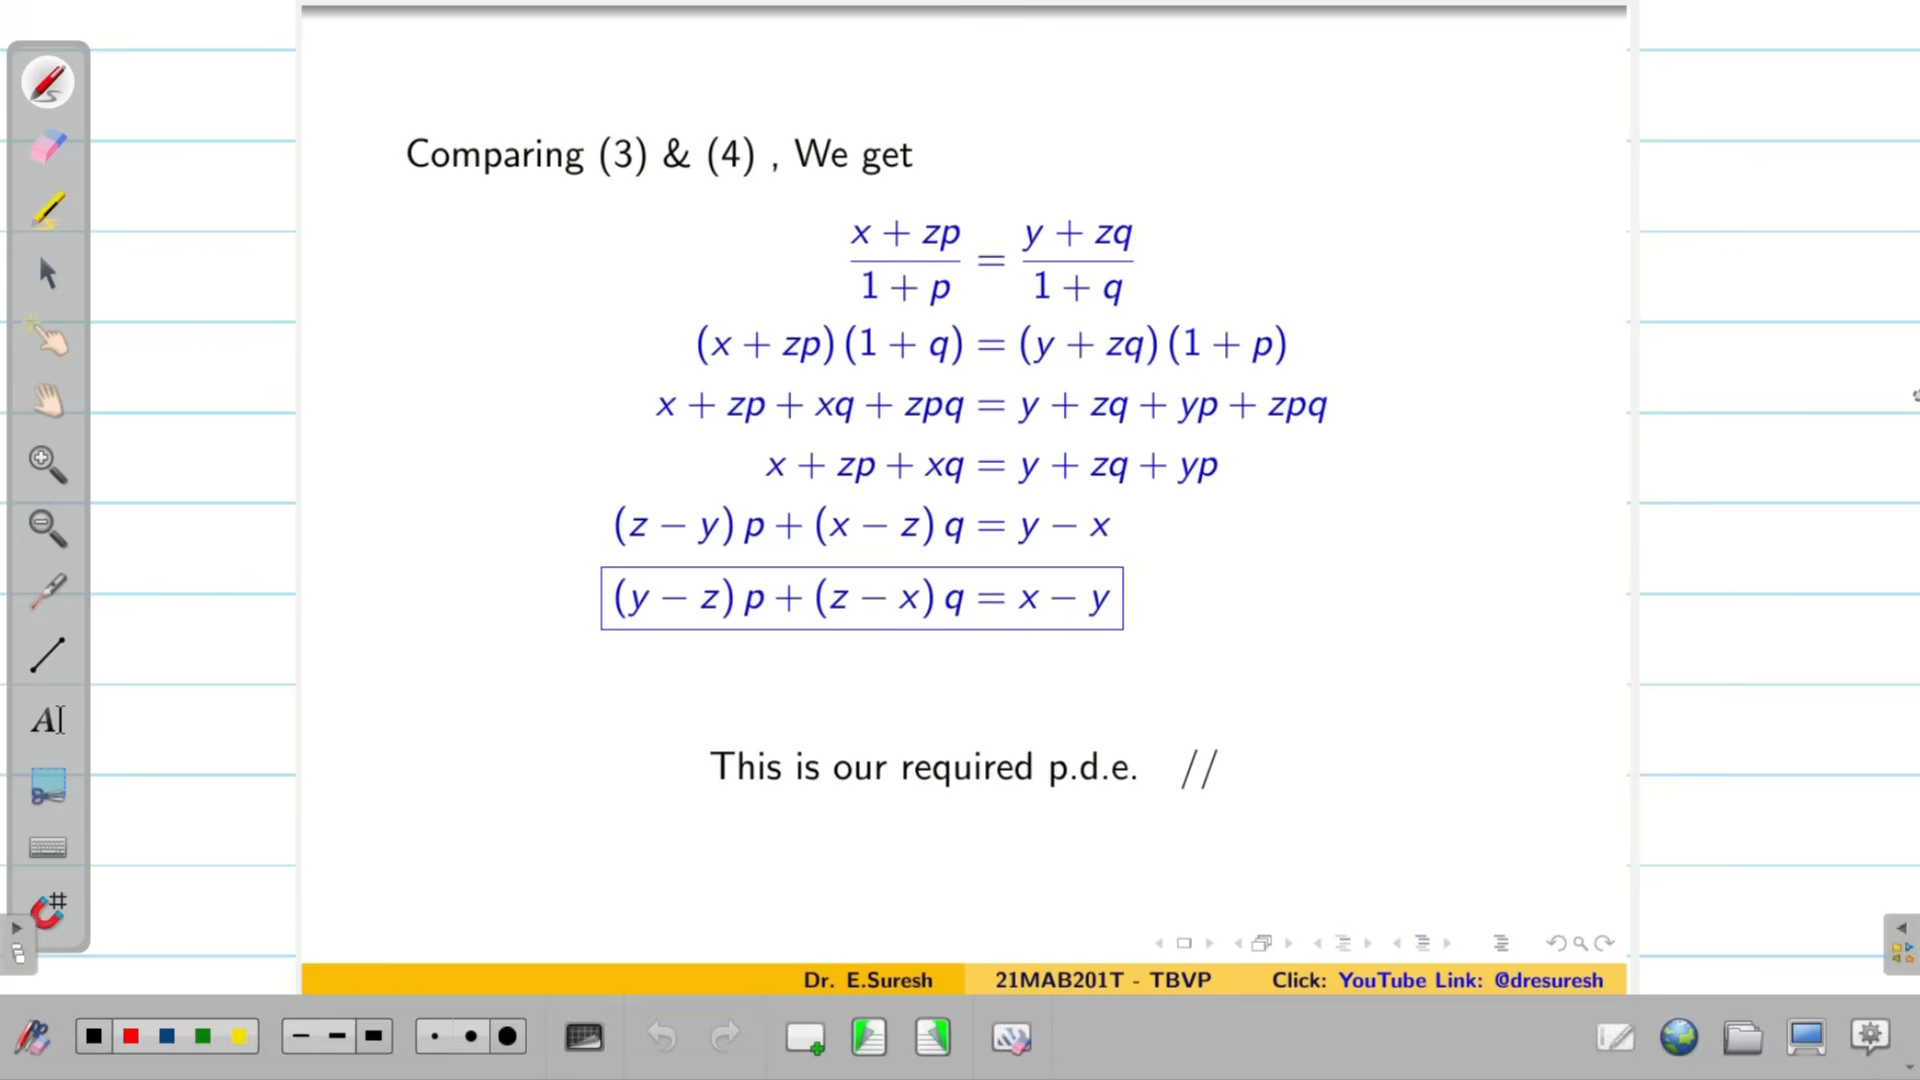 Comparing (3) & (4) , We get
x + zp / 1 + p = y + zq / 1 + q
(x + zp) (1 + q) = (y + zq) (1 + p)
x + zp + xq + zpq = y + zq + yp + zpq
x + zp + xq = y + zq + yp
(z − y) p + (x − z) q = y − x
(y − z) p + (z − x) q = x − y
This is our required p.d.e. //
Dr. E.Suresh 21MAB201T - TBVP Click: YouTube Link: @dresuresh